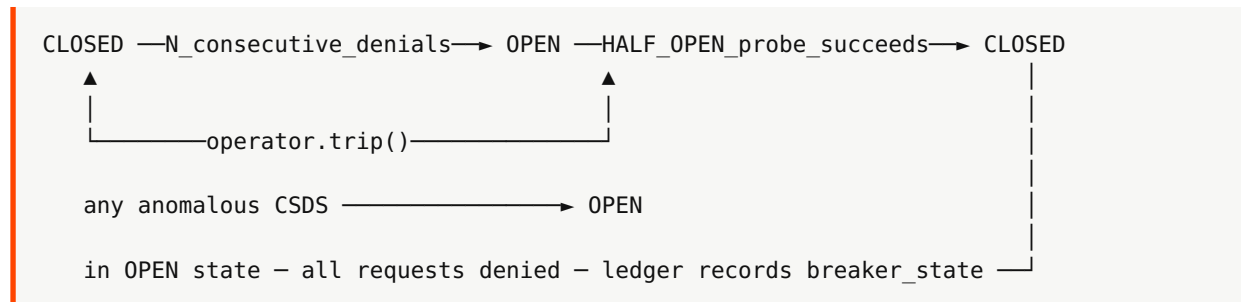 CLOSED —N_consecutive_denials—► OPEN —HALF_OPEN_probe_succeeds—► CLOSED
operator.trip()
any anomalous CSDS ► OPEN
in OPEN state — all requests denied — ledger records breaker_state